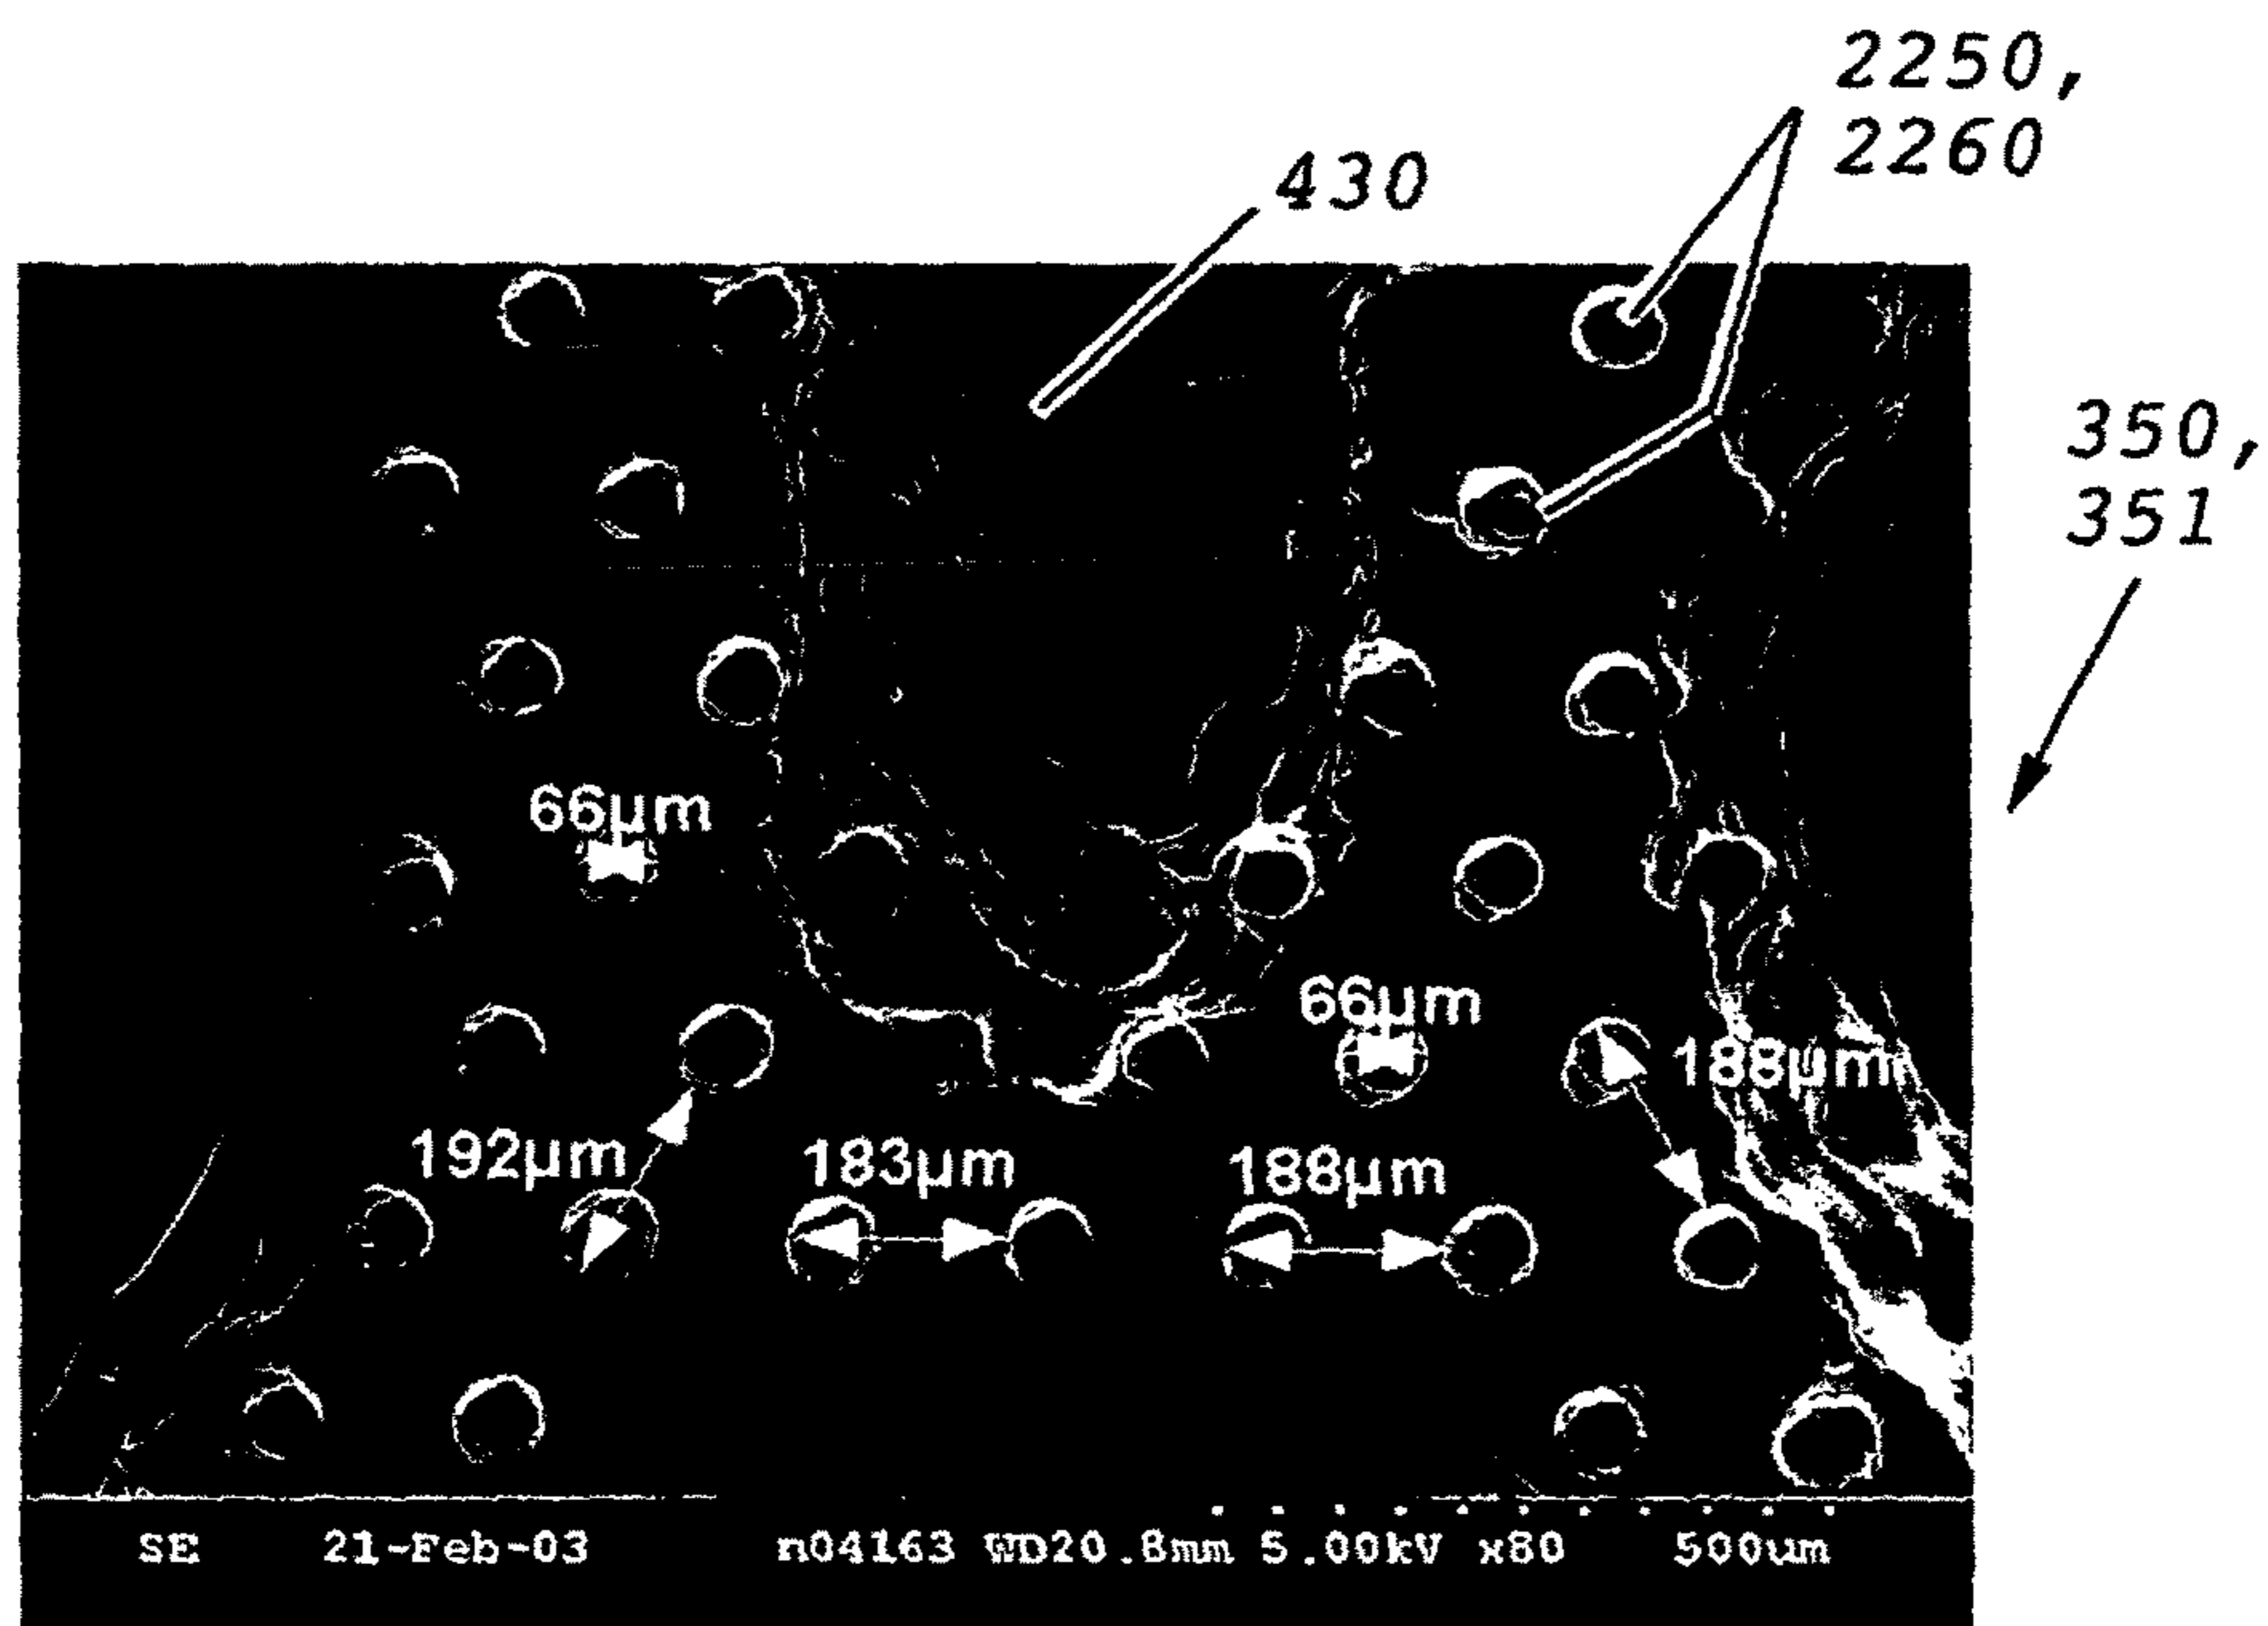 2250,
2260
430
350,
351
66µm
66µm
188µm
192µm
183µm
188µm
SE 21-Feb-03 n04163 WD20.8mm 5.00kV x80 500um